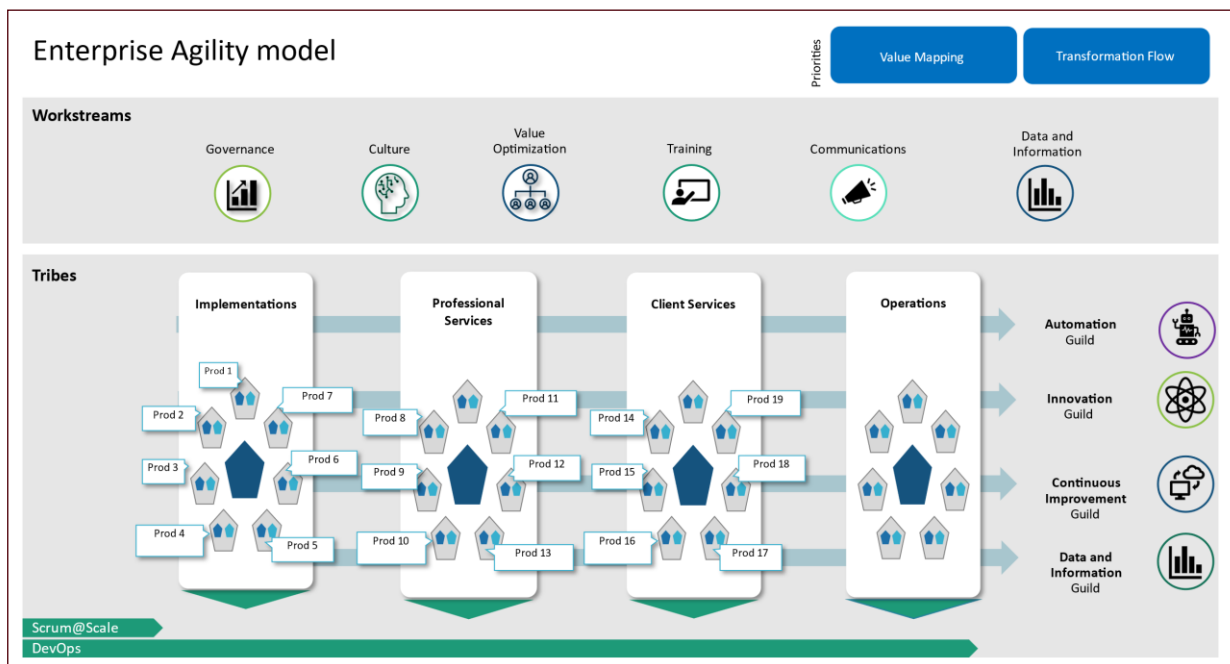 Enterprise Agility model
Priorities
Value Mapping
Transformation Flow
Workstreams
Governance
Culture
Value
Optimization
Training
Communications
Data and
Information
Tribes
Implementations
Professional
Services
Client Services
Operations
Automation
Guild
Prod 1
Prod 7
Prod 2
Prod 11
Prod 8
Prod 19
Prod 14
Innovation
Guild
Prod 3
Prod 6
Prod 9
Prod 12
Prod 15
Prod 18
Continuous
Improvement
Guild
Prod 4
Prod 5
Prod 10
Prod 13
Prod 16
Prod 17
Data and
Information
Guild
Scrum@Scale
DevOps